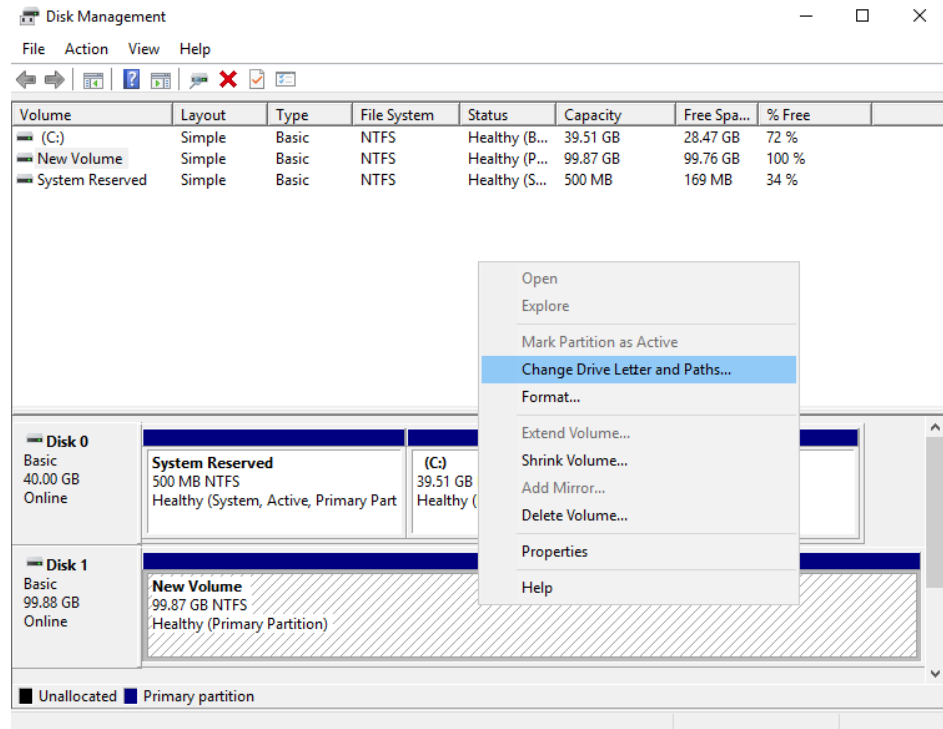 Disk Management
File Action View Help
Volume Layout Type File System Status Capacity Free Spa... % Free
(C:) Simple Basic NTFS Healthy (B... 39.51 GB 28.47 GB 72 %
New Volume Simple Basic NTFS Healthy (P... 99.87 GB 99.76 GB 100 %
System Reserved Simple Basic NTFS Healthy (S... 500 MB 169 MB 34 %
Open
Explore
Mark Partition as Active
Change Drive Letter and Paths...
Format...
Extend Volume...
Shrink Volume...
Add Mirror...
Delete Volume...
Properties
Help
Disk 0
Basic
40.00 GB
Online
System Reserved
500 MB NTFS
Healthy (System, Active, Primary Part
(C:)
39.51 GB
Healthy (
Disk 1
Basic
99.88 GB
Online
New Volume
99.87 GB NTFS
Healthy (Primary Partition)
Unallocated Primary partition